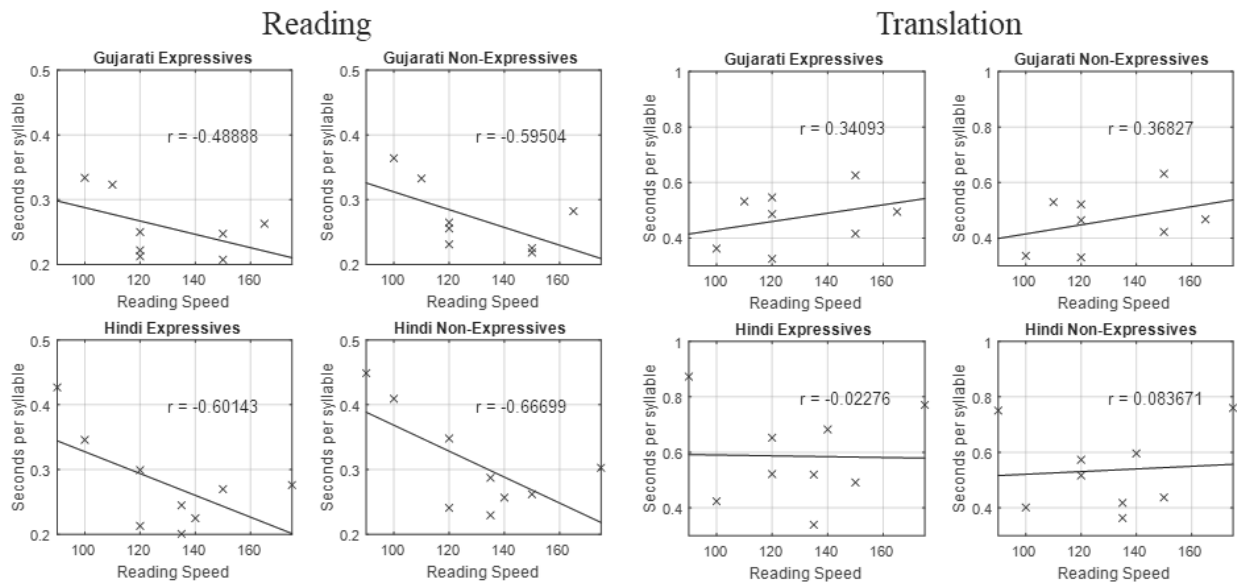 Reading
Translation
Gujarati Expressives
Gujarati Non-Expressives
Gujarati Expressives
Gujarati Non-Expressives
Seconds per syllable
0.5
0.4
0.3
0.2
r = -0.48888
100 120 140 160
Reading Speed
Seconds per syllable
0.5
0.4
0.3
0.2
r = -0.59504
100 120 140 160
Reading Speed
Seconds per syllable
1
0.8
0.6
0.4
r = 0.34093
100 120 140 160
Reading Speed
Seconds per syllable
1
0.8
0.6
0.4
r = 0.36827
100 120 140 160
Reading Speed
Hindi Expressives
Hindi Non-Expressives
Hindi Expressives
Hindi Non-Expressives
Seconds per syllable
0.5
0.4
0.3
0.2
r = -0.60143
100 120 140 160
Reading Speed
Seconds per syllable
0.5
0.4
0.3
0.2
r = -0.66699
100 120 140 160
Reading Speed
Seconds per syllable
1
0.8
0.6
0.4
r = -0.02276
100 120 140 160
Reading Speed
Seconds per syllable
1
0.8
0.6
0.4
r = 0.083671
100 120 140 160
Reading Speed